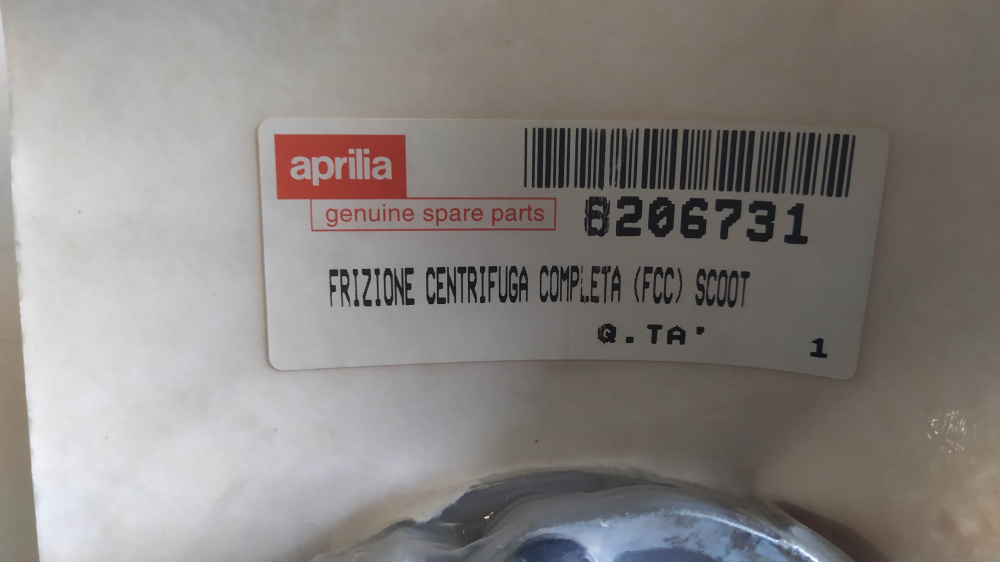 aprilia
genuine spare parts
8206731
FRIZIONE CENTRIFUGA COMPLETA (FCC) SCOOT
Q.TA' 1